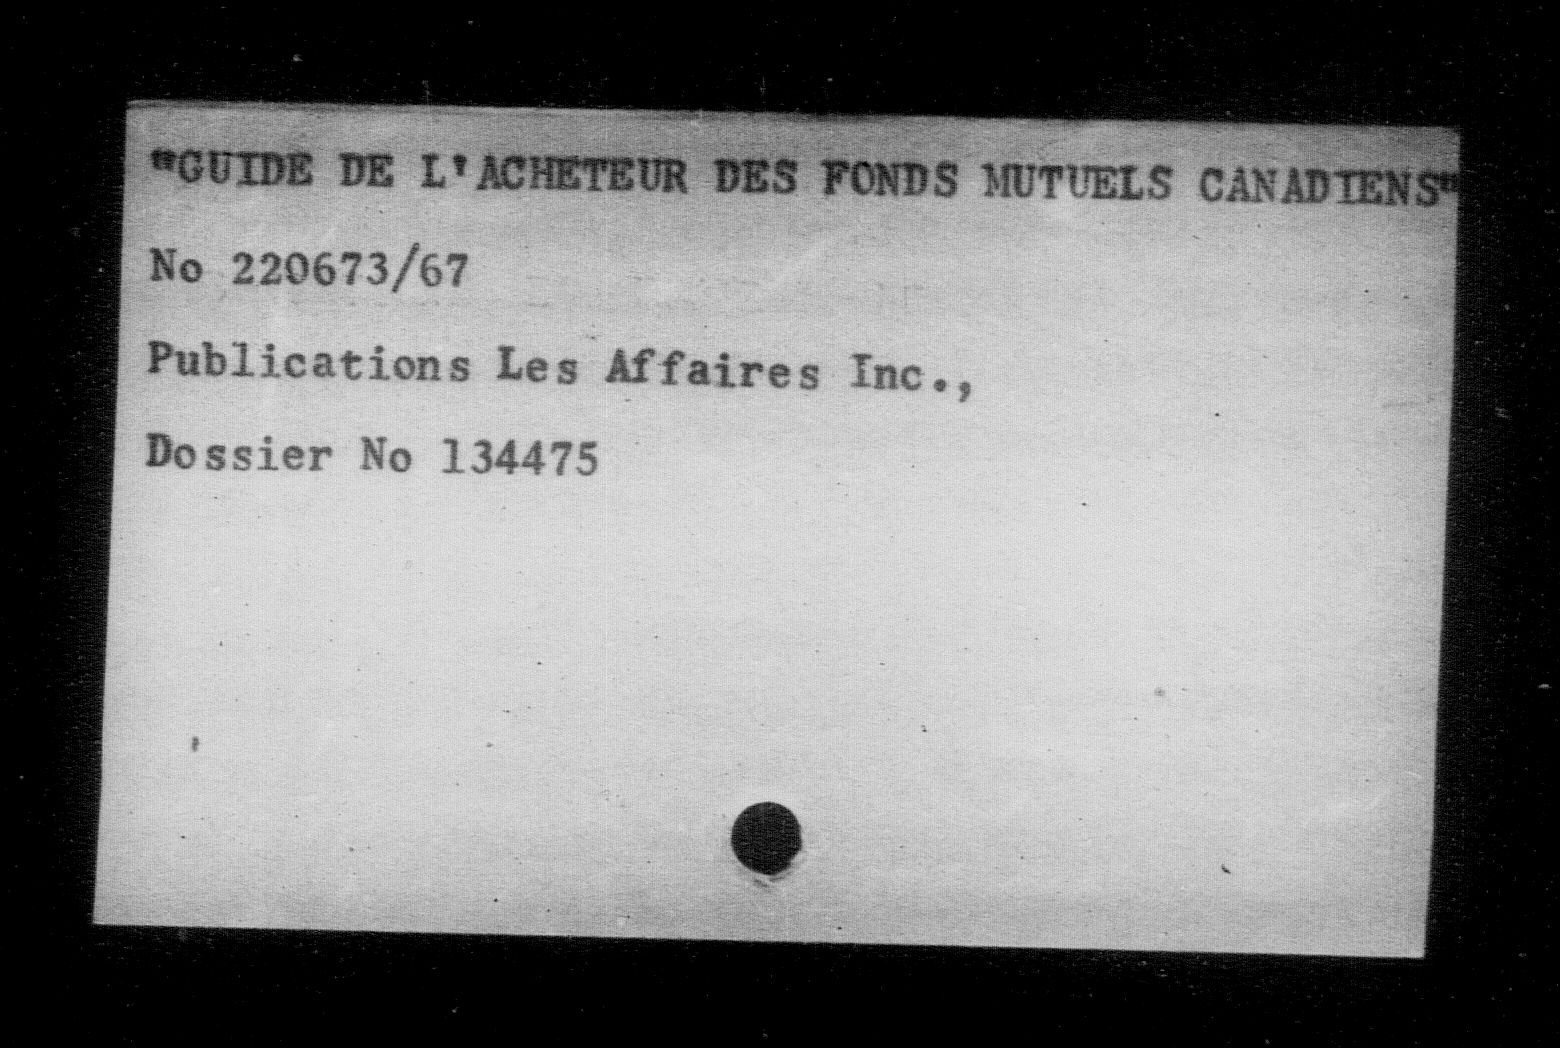 "GUIDE DE L'ACHETEUR DES FONDS MUTUELS CANADIENS"
No 220673/67
Publications Les Affaires Inc.,
Dossier No 134475